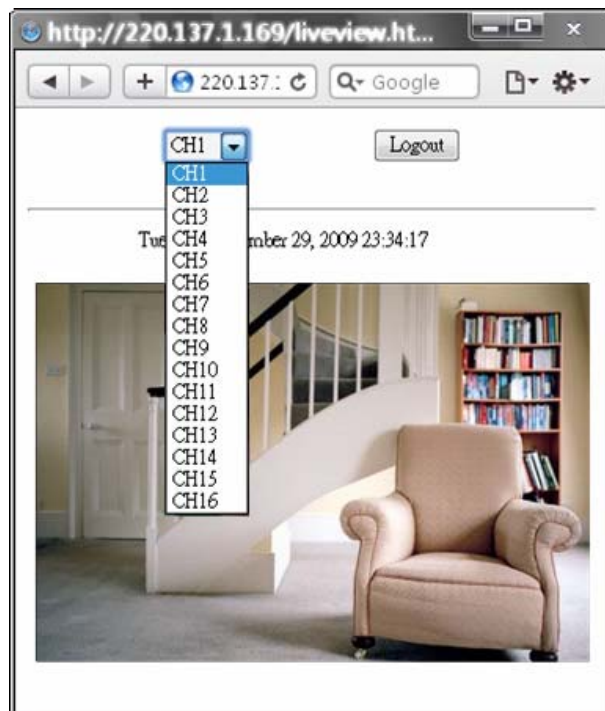 http://220.137.1.169/liveview.ht...
220.137.:
Google
CH1
Logout
CH1
CH2
CH3
CH4
CH5
CH6
CH7
CH8
CH9
CH10
CH11
CH12
CH13
CH14
CH15
CH16
Tue mber 29, 2009 23:34:17